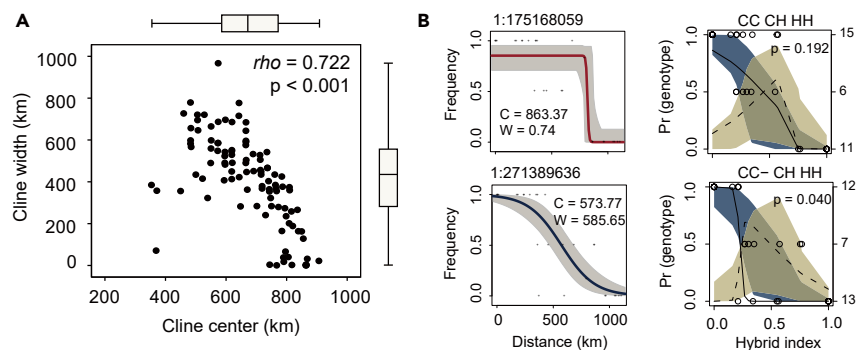 A
rho = 0.722
p < 0.001
Cline width (km)
1000
800
600
400
200
0
200 400 600 800 1000
Cline center (km)
B
1:175168059
Frequency
1.0
0.5
0.0
C = 863.37
W = 0.74
CC CH HH
Pr (genotype)
1.0
0.5
0.0
p = 0.192
15
6
11
1:271389636
Frequency
1.0
0.5
0.0
C = 573.77
W = 585.65
0 500 1000
Distance (km)
CC− CH HH
Pr (genotype)
1.0
0.5
0.0
p = 0.040
12
7
13
0.0 0.5 1.0
Hybrid index